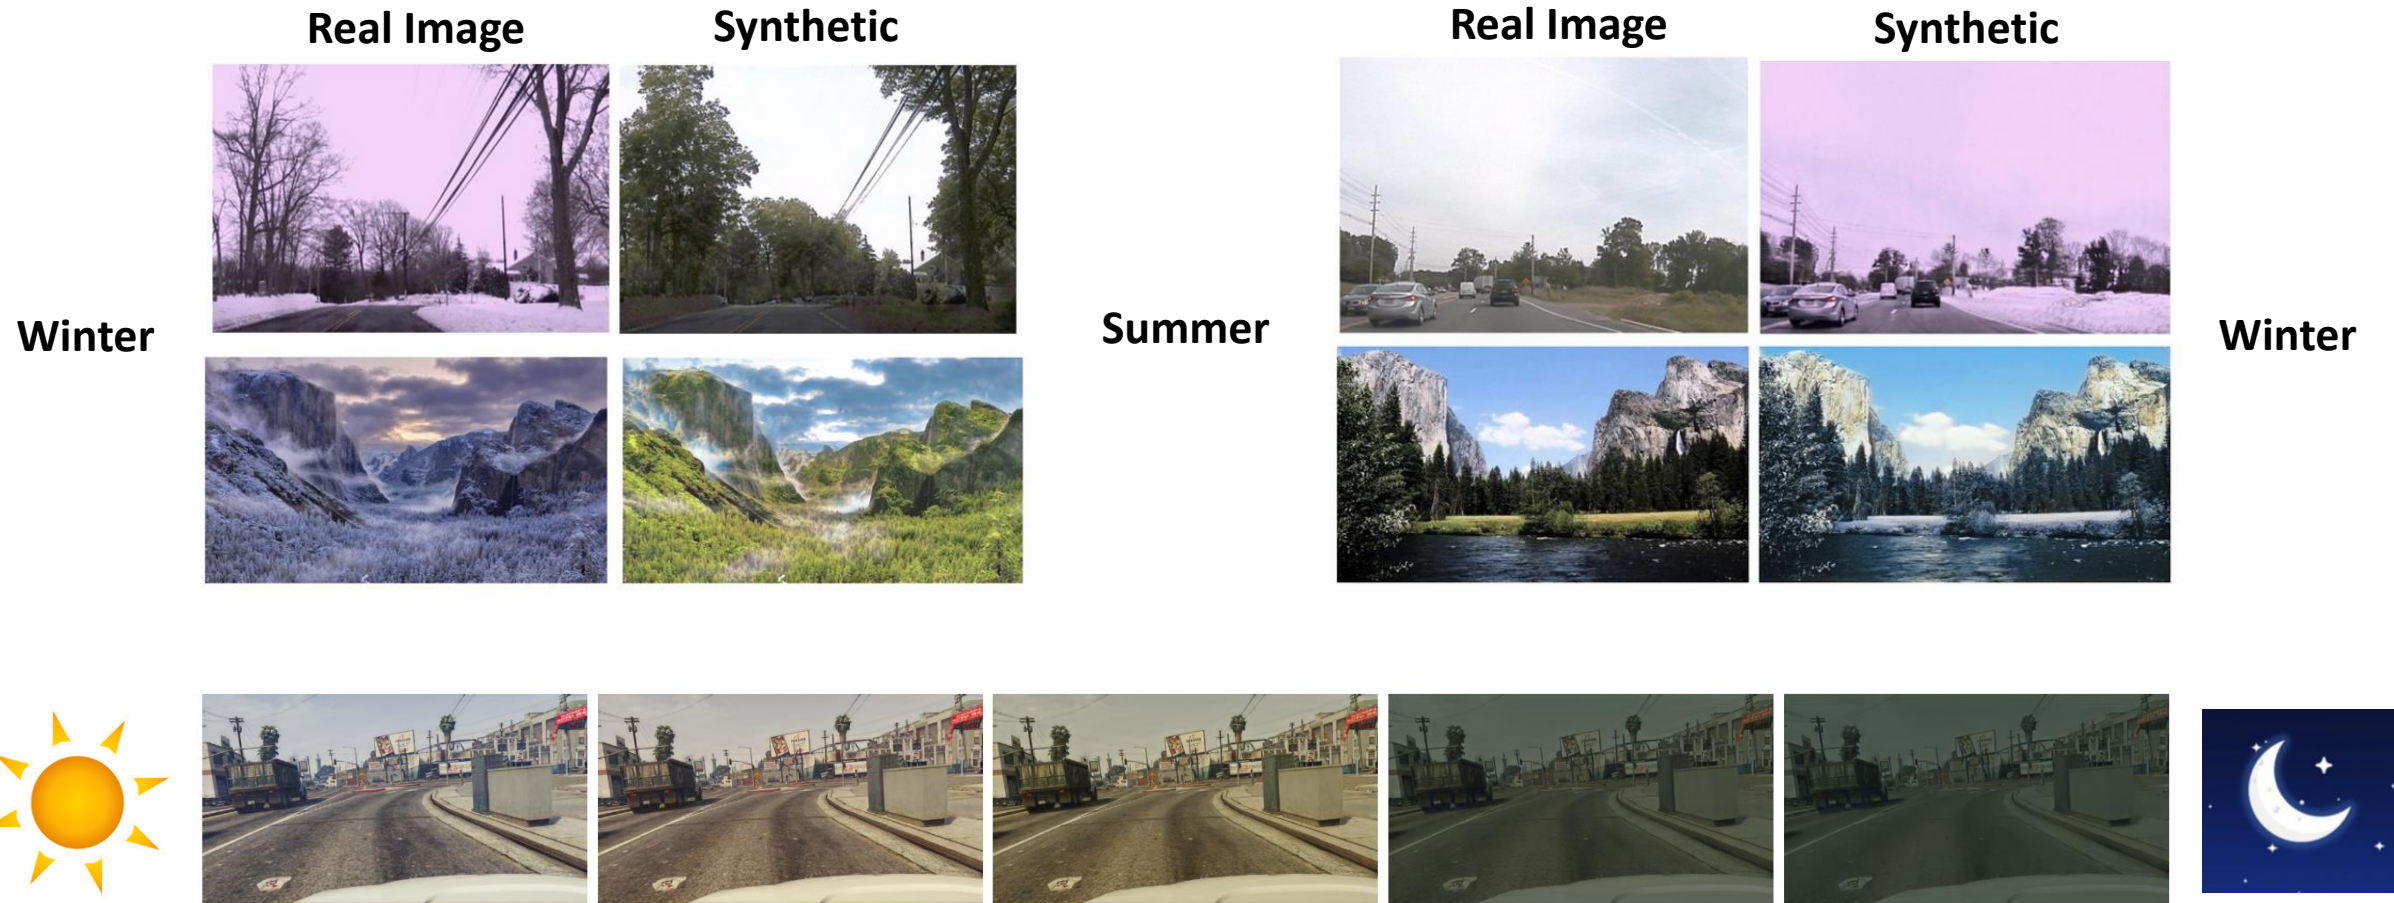 Real Image
Synthetic
Real Image
Synthetic
Winter
Summer
Winter